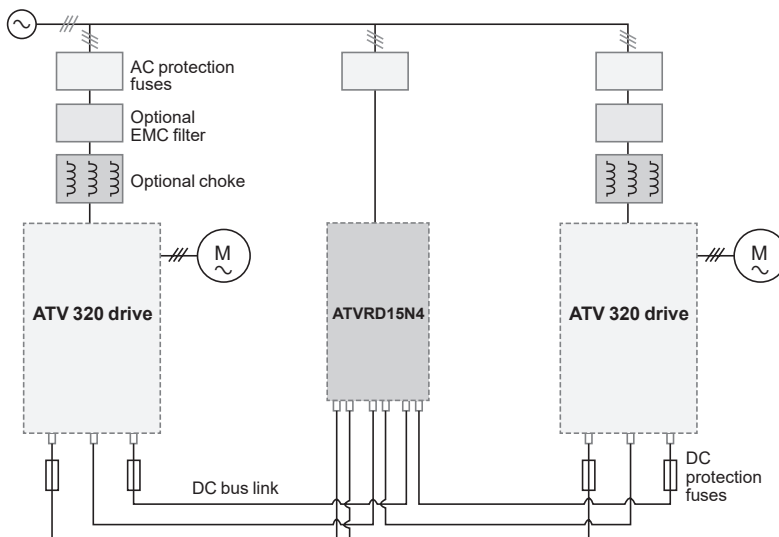 AC protection
fuses
Optional
EMC filter
Optional choke
M
M
ATV 320 drive
ATVRD15N4
ATV 320 drive
DC bus link
DC
protection
fuses